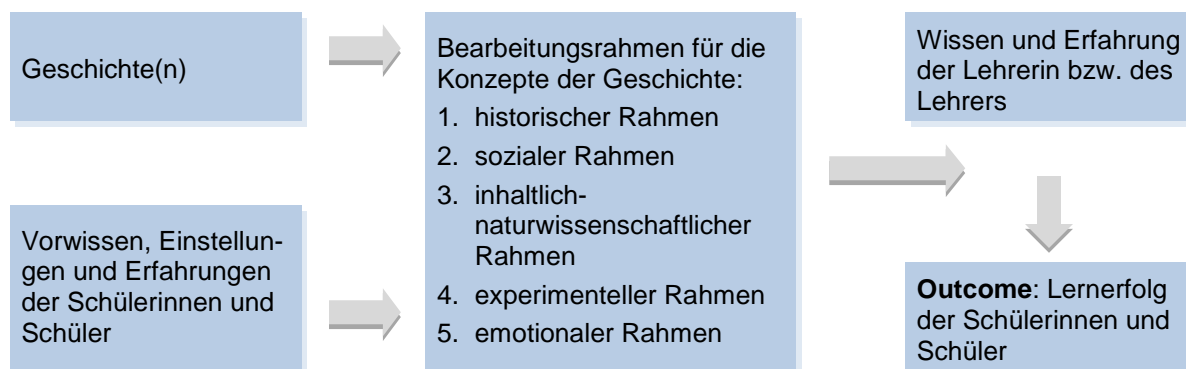 Geschichte(n)
Vorwissen, Einstellun-
gen und Erfahrungen
der Schülerinnen und
Schüler
Bearbeitungsrahmen für die
Konzepte der Geschichte:
1. historischer Rahmen
2. sozialer Rahmen
3. inhaltlich-
naturwissenschaftlicher
Rahmen
4. experimenteller Rahmen
5. emotionaler Rahmen
Wissen und Erfahrung
der Lehrerin bzw. des
Lehrers
Outcome: Lernerfolg
der Schülerinnen und
Schüler